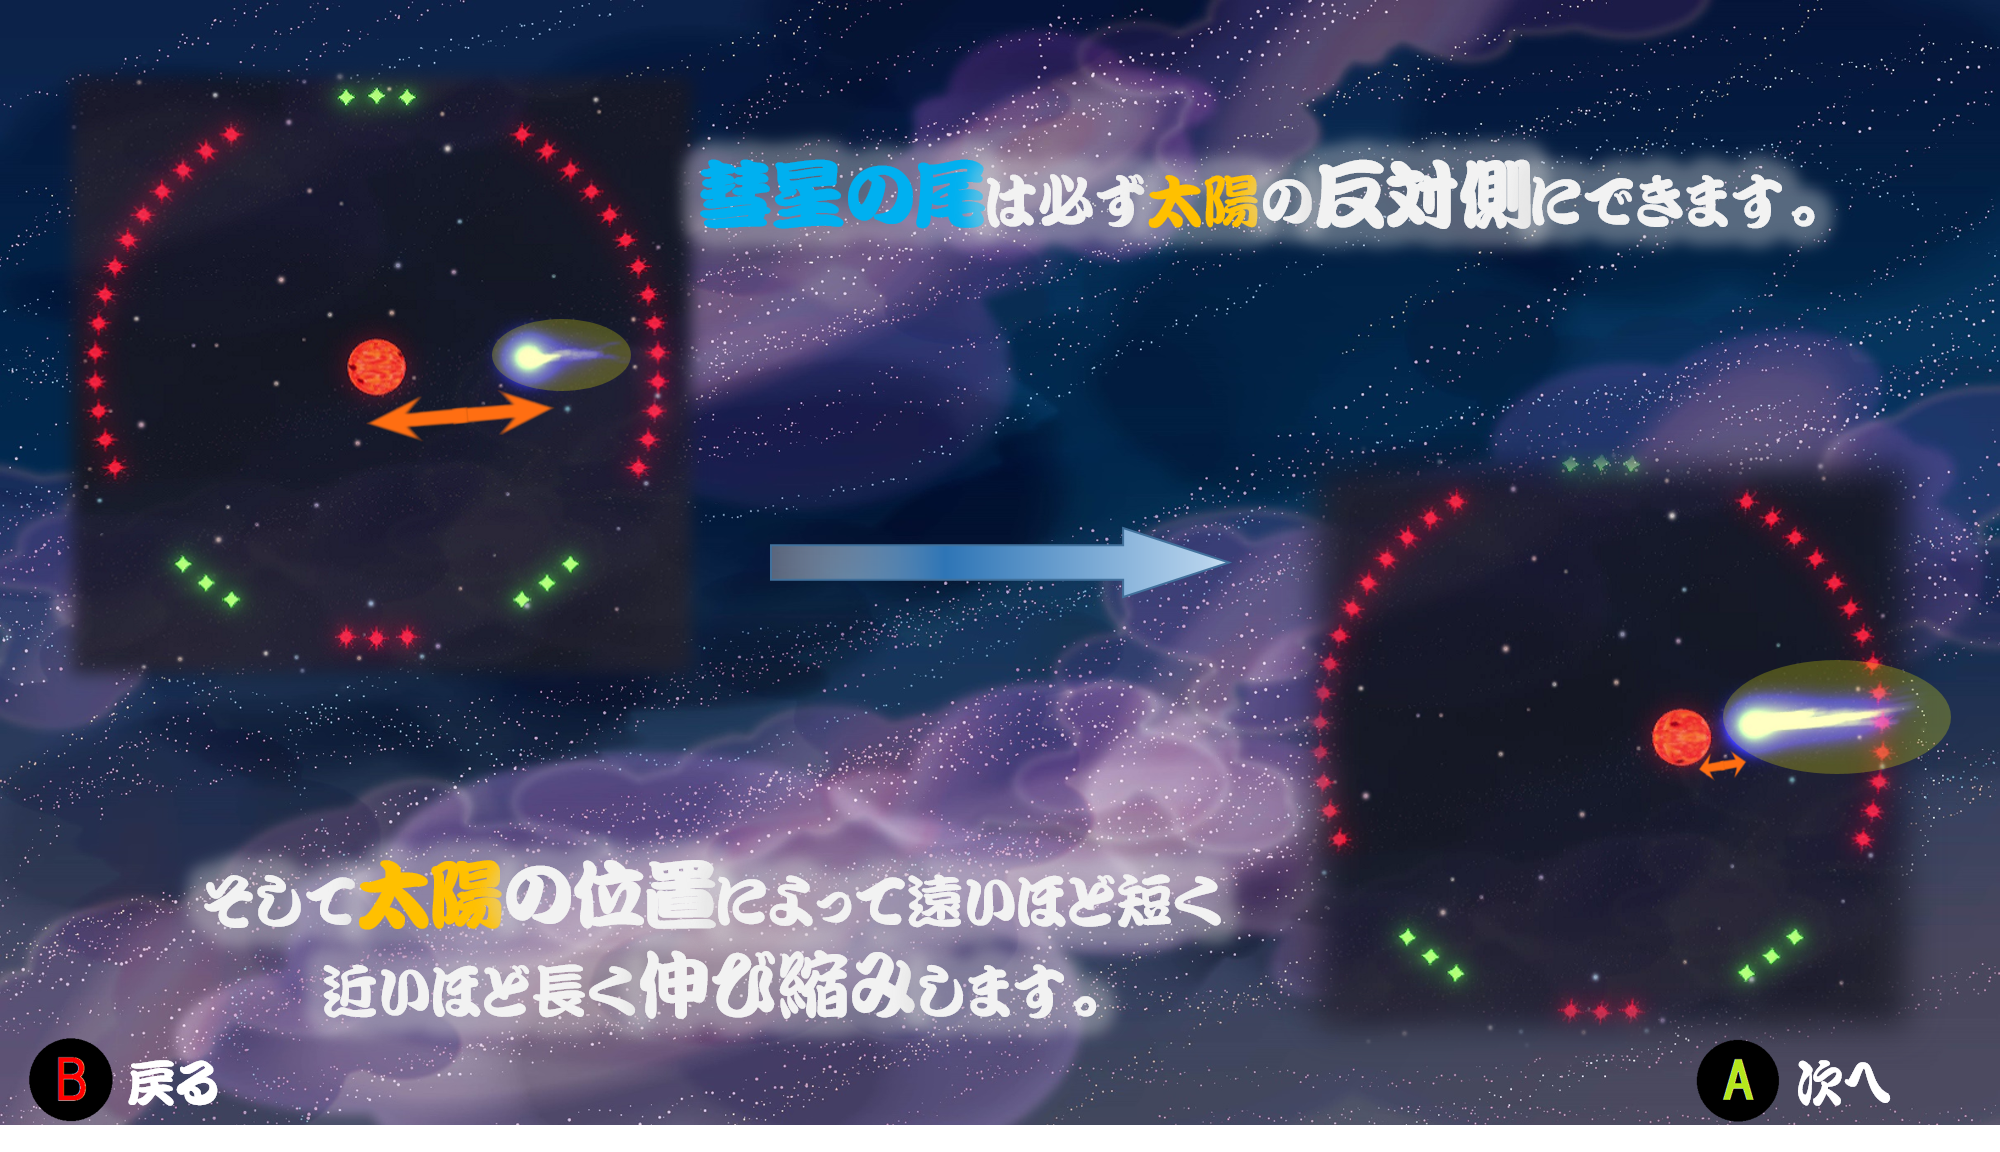 彗星の尾は必ず太陽の反対側にできます。
そして太陽の位置によって遠いほど短く
近いほど長く伸び縮みします。
B 戻る
A 次へ